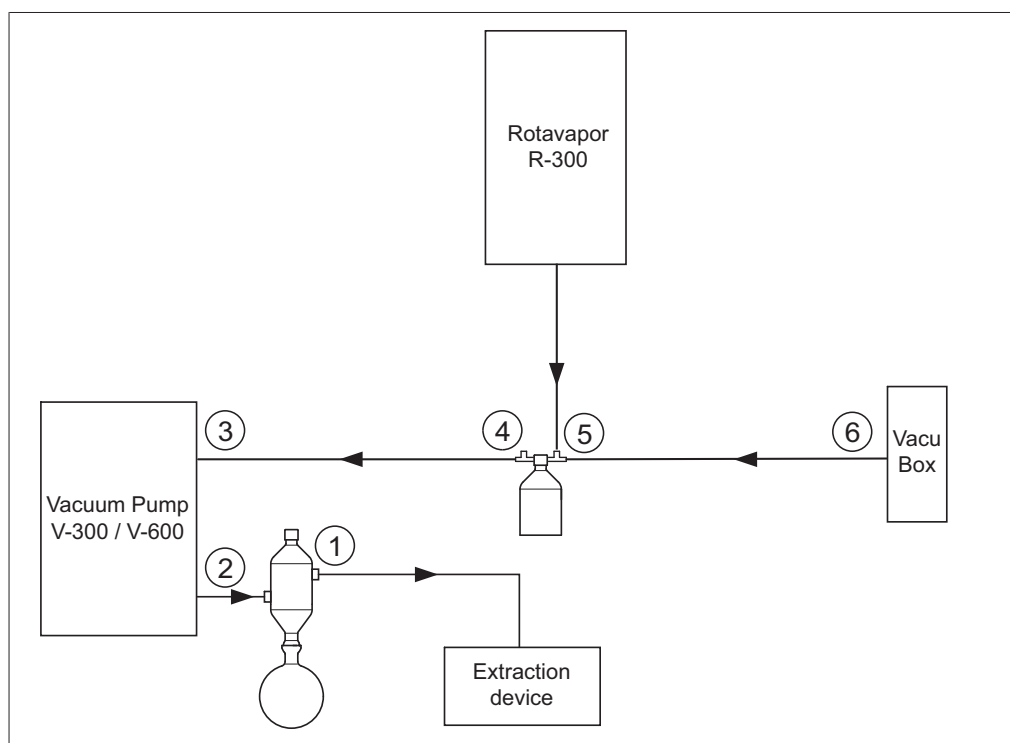 Rotavapor
R-300
3
4
5
6
Vacu
Box
Vacuum Pump
V-300 / V-600
1
2
Extraction
device